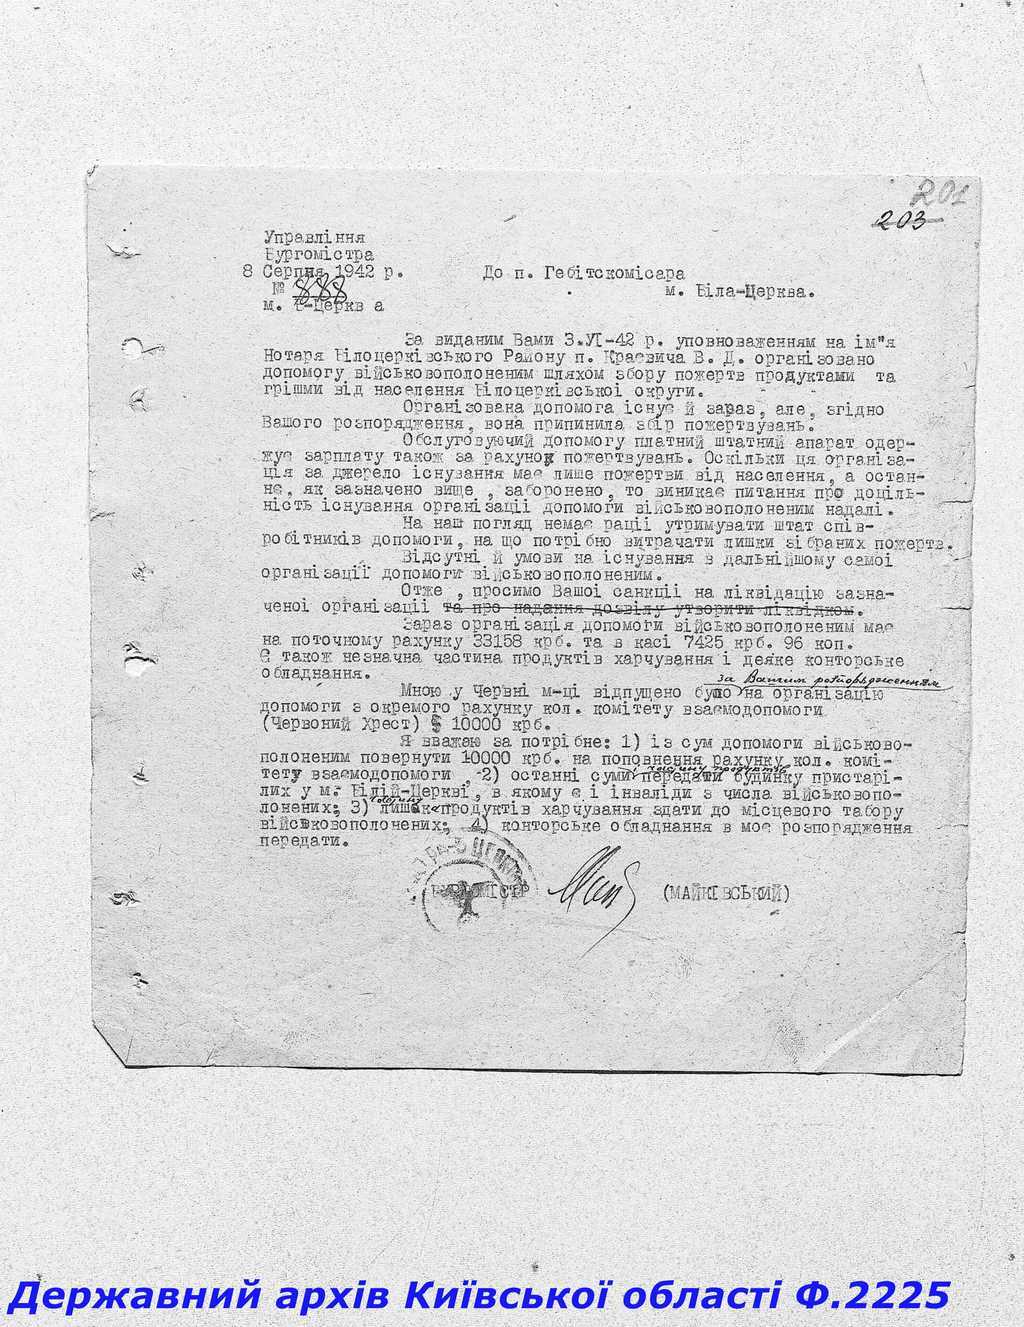 201
203
Управління
Бургомістра
8 Серпня 1942 р. До п. Гебітскомісара
№ 888 м. Біла-Церква.
м. Б-Церкв а
За виданим Вами 3.УІ-42 р. уповноваженням на ім"я
Нотаря Білоцерківського Району п. Краєвича В. Д. організовано
допомогу військовополоненим шляхом збору пожертв продуктами та
грішми від населення Білоцерківської округи.
Організована допомога існує й зараз, але, згідно
Вашого розпорядження, вона припинила збір пожертвувань.
Обслуговуючий допомогу платний штатний апарат одер-
жує зарплату також за рахунок пожертвувань. Оскільки ця організа-
ція за джерело існування має лише пожертви від населення, а остан-
нє, як зазначено вище , заборонено, то виникає питання про доціль-
ність існування організації допомоги військовополоненим надалі.
На наш погляд немає рації утримувати штат спів-
робітників допомоги, на що потрібно витрачати лишки зібраних пожертв.
Відсутні й умови на існування в дальнійшому самої
організації допомоги військовополоненим.
Отже , просимо Вашої санкції на ліквідацію зазна-
ченої організації та про надання дозвілу утворити ліквідком.
Зараз організація допомоги військовополоненим має
на поточному рахунку 33158 крб. та в касі 7425 крб. 96 коп.
Є також незначна частина продуктів харчування і деяке конторське
обладнання. за Вашим розпорядженням
Мною у Червні м-ці відпущено було на організацію
допомоги з окремого рахунку кол. комітету взаємодопомоги
(Червоний Хрест) 10000 крб.
Я вважаю за потрібне: 1) із сум допомоги військово-
полоненим повернути 10000 крб. на поповнення рахунку кол. комі-
тету взаємодопомоги , 2) останні суми передати будинку пристарі-
лих у м. Білій-Церкві, в якому є і інваліди з числа військовопо-
лонених; 3) лишок продуктів харчування здати до місцевого табору
військовополонених; 4) конторське обладнання в моє розпорядження
передати.
БУРГОМІСТР (МАЙКІВСЬКИЙ)
Державний архів Київської області Ф.2225